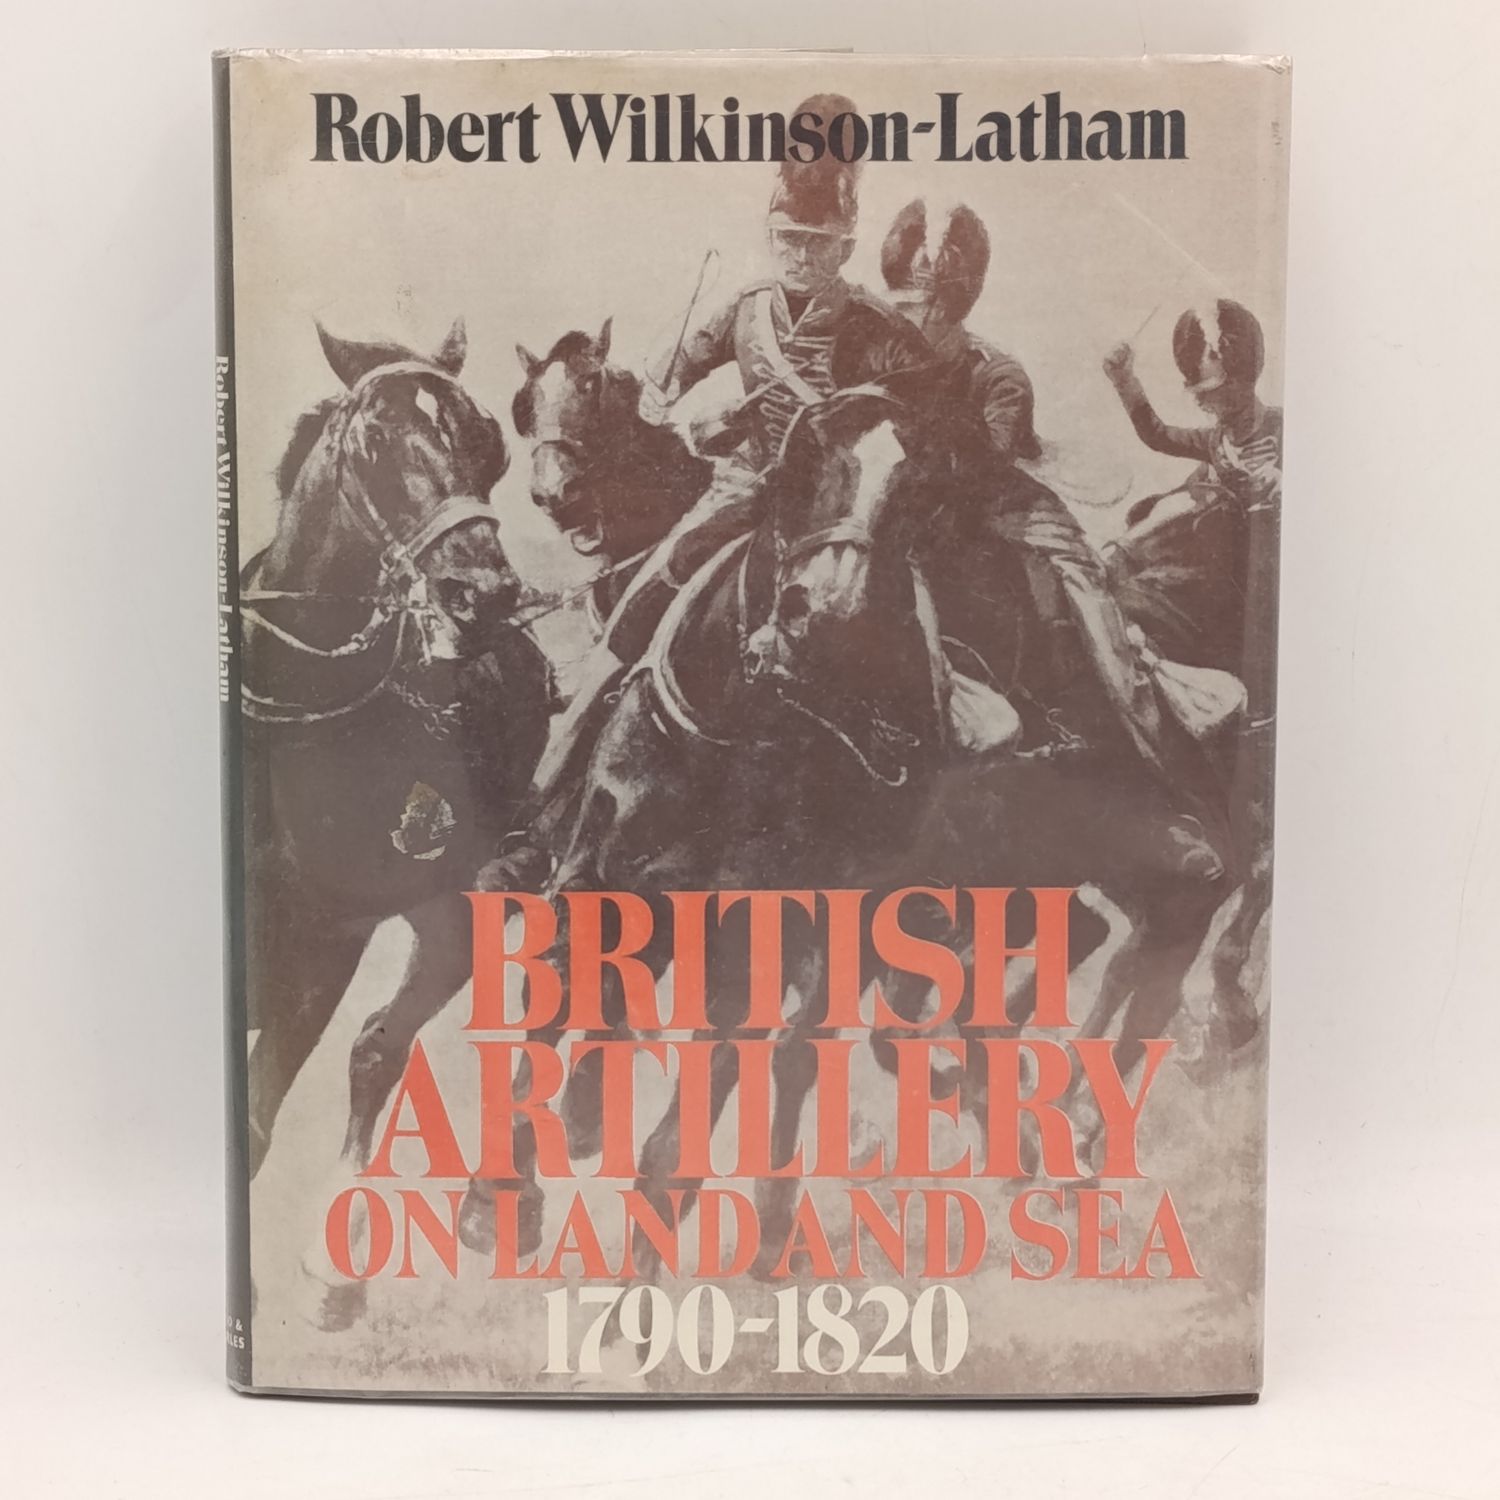 Robert Wilkinson-Latham
BRITISH
ARTILLERY
ON LAND AND SEA
1790-1820
Robert Wilkinson-Latham